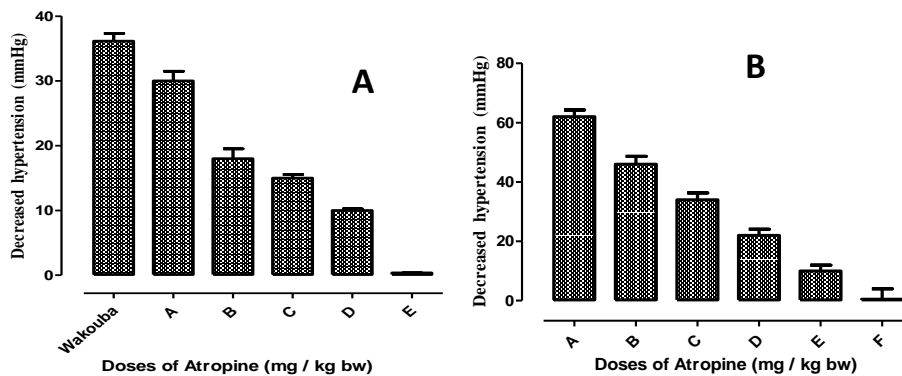 A
Decreased hypertension (mmHg)
40
30
20
10
0
Wakouba A B C D E
Doses of Atropine (mg / kg bw)
B
Decreased hypertension (mmHg)
80
60
40
20
0
A B C D E F
Doses of Atropine (mg / kg bw)